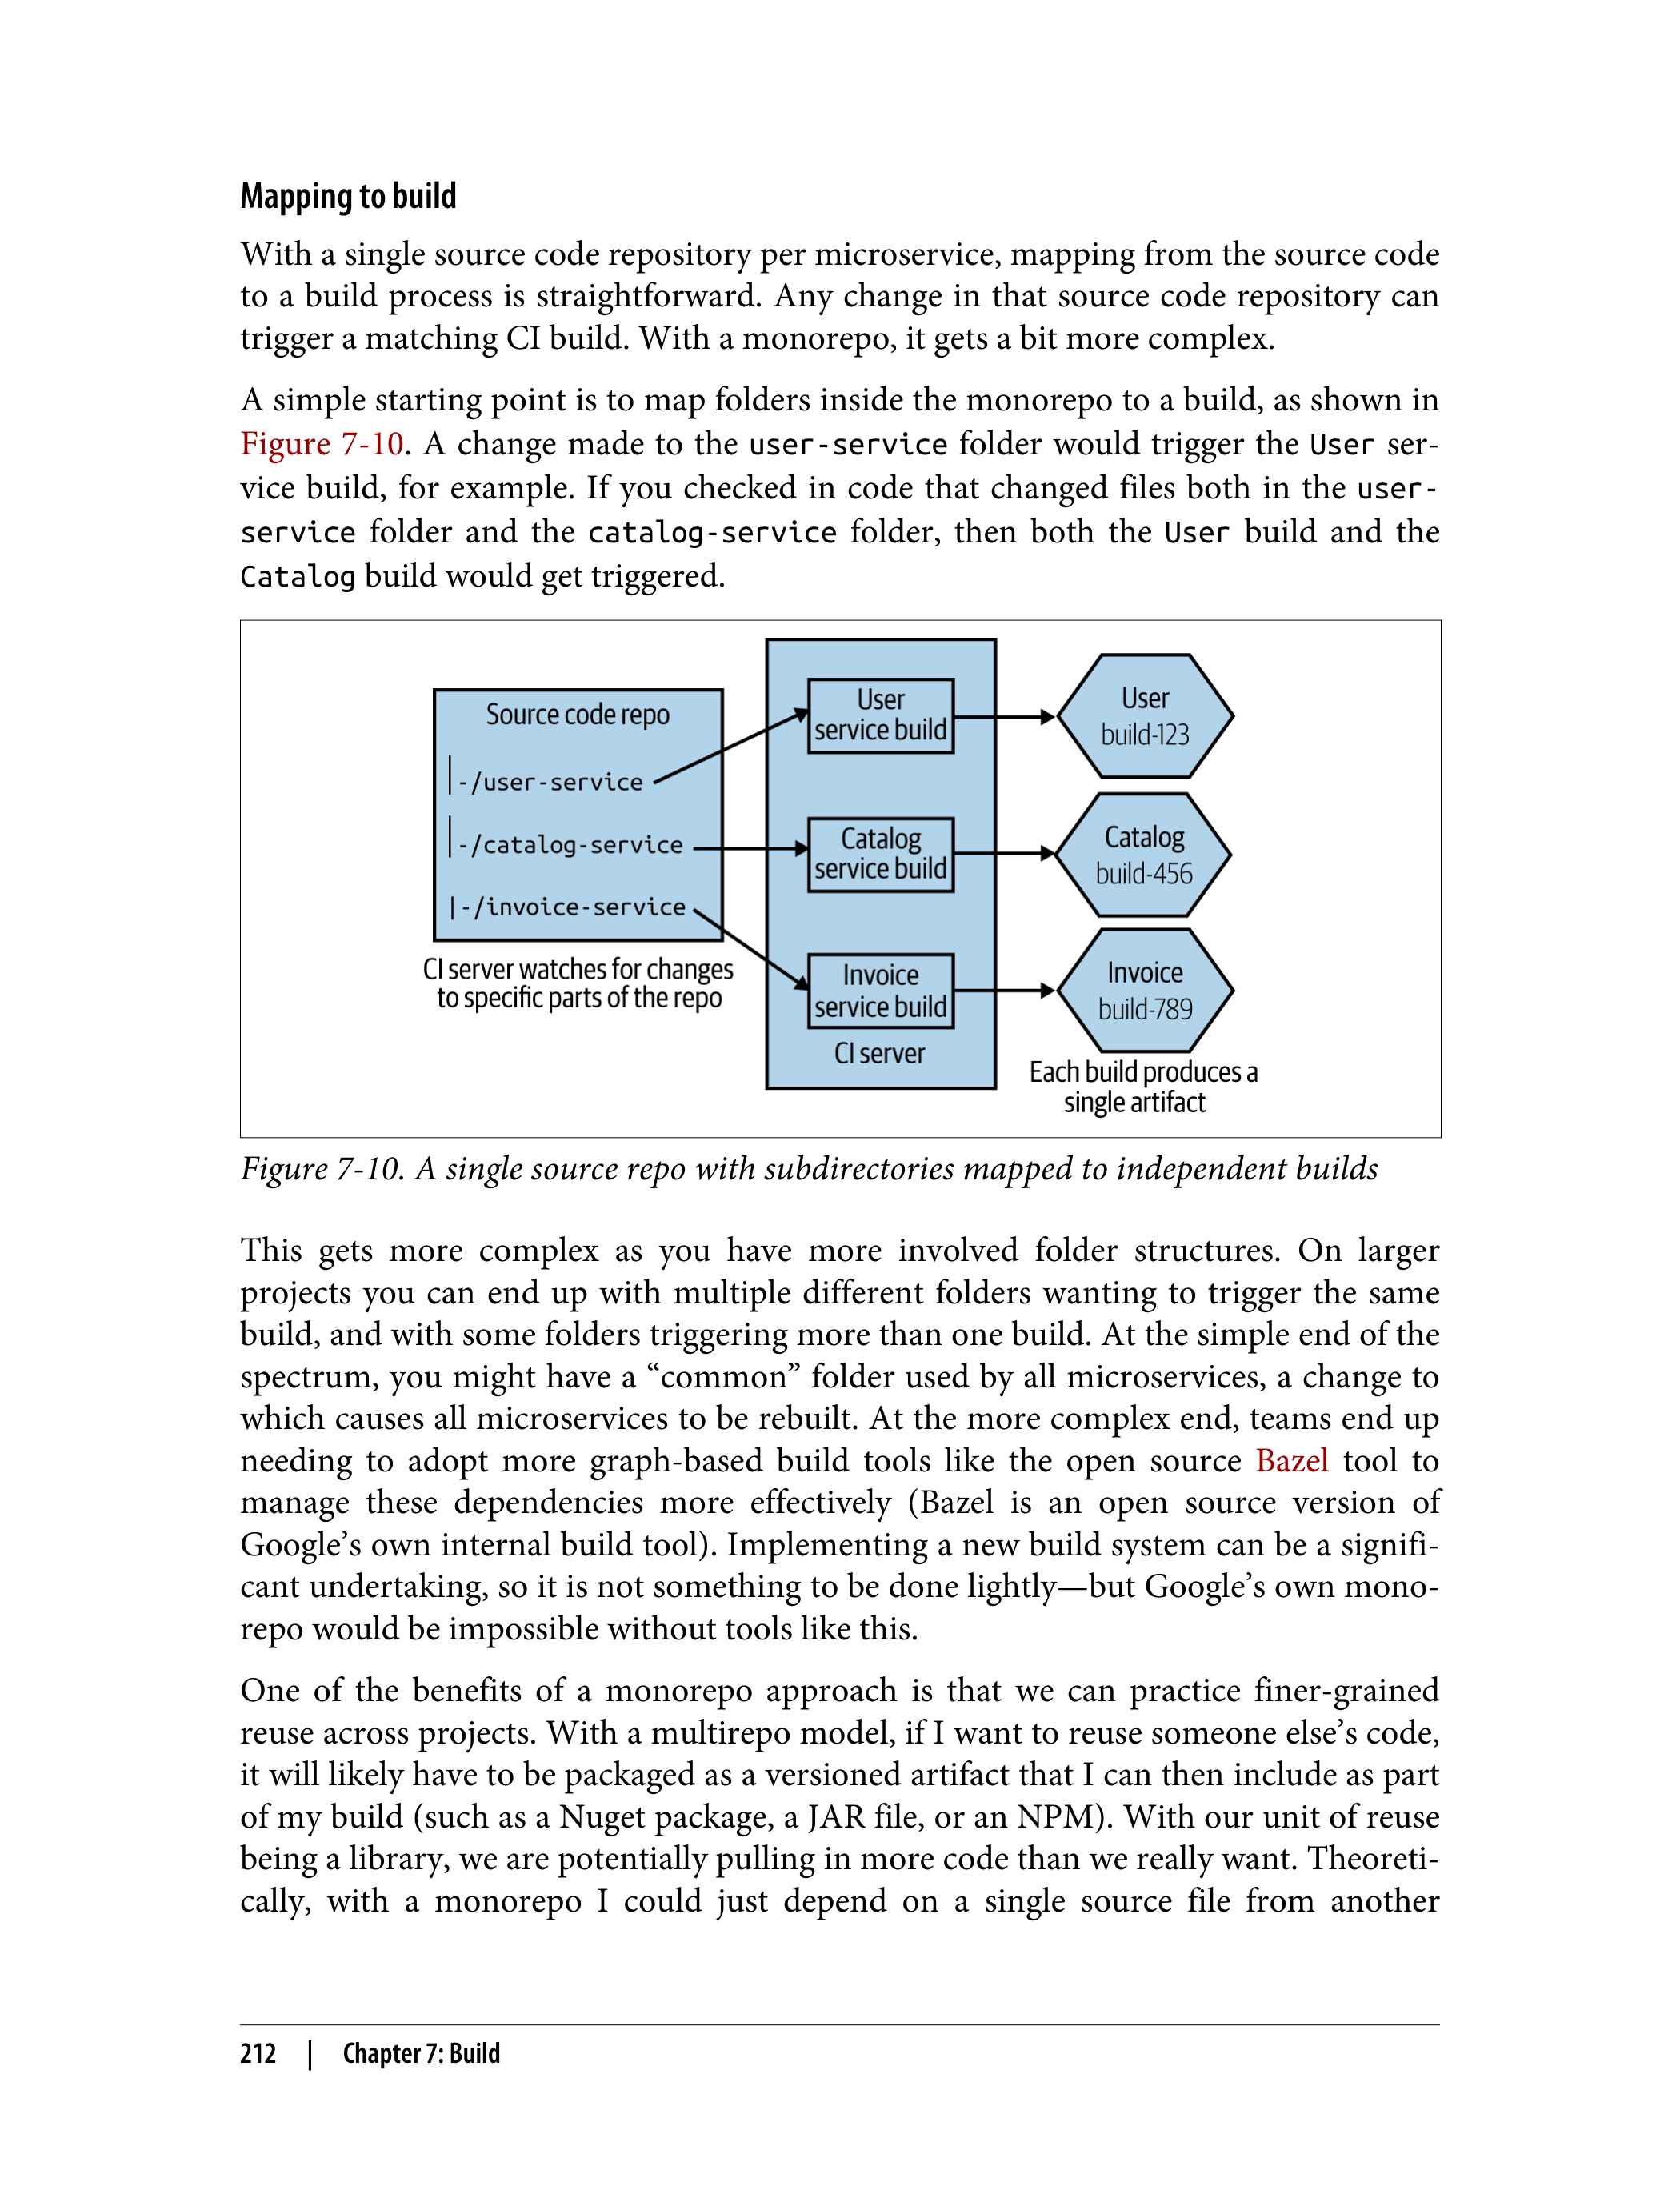 Mapping to build
With a single source code repository per microservice, mapping from the source code
to a build process is straightforward. Any change in that source code repository can
trigger a matching CI build. With a monorepo, it gets a bit more complex.
A simple starting point is to map folders inside the monorepo to a build, as shown in
Figure 7-10. A change made to the user-service folder would trigger the User ser-
vice build, for example. If you checked in code that changed files both in the user-
service folder and the catalog-service folder, then both the User build and the
Catalog build would get triggered.
Source code repo
|-/user-service
|-/catalog-service
|-/invoice-service
CI server watches for changes
to specific parts of the repo
User
service build
Catalog
service build
Invoice
service build
CI server
User
build-123
Catalog
build-456
Invoice
build-789
Each build produces a
single artifact
Figure 7-10. A single source repo with subdirectories mapped to independent builds
This gets more complex as you have more involved folder structures. On larger
projects you can end up with multiple different folders wanting to trigger the same
build, and with some folders triggering more than one build. At the simple end of the
spectrum, you might have a “common” folder used by all microservices, a change to
which causes all microservices to be rebuilt. At the more complex end, teams end up
needing to adopt more graph-based build tools like the open source Bazel tool to
manage these dependencies more effectively (Bazel is an open source version of
Google’s own internal build tool). Implementing a new build system can be a signifi-
cant undertaking, so it is not something to be done lightly—but Google’s own mono-
repo would be impossible without tools like this.
One of the benefits of a monorepo approach is that we can practice finer-grained
reuse across projects. With a multirepo model, if I want to reuse someone else’s code,
it will likely have to be packaged as a versioned artifact that I can then include as part
of my build (such as a Nuget package, a JAR file, or an NPM). With our unit of reuse
being a library, we are potentially pulling in more code than we really want. Theoreti-
cally, with a monorepo I could just depend on a single source file from another
212 | Chapter 7: Build